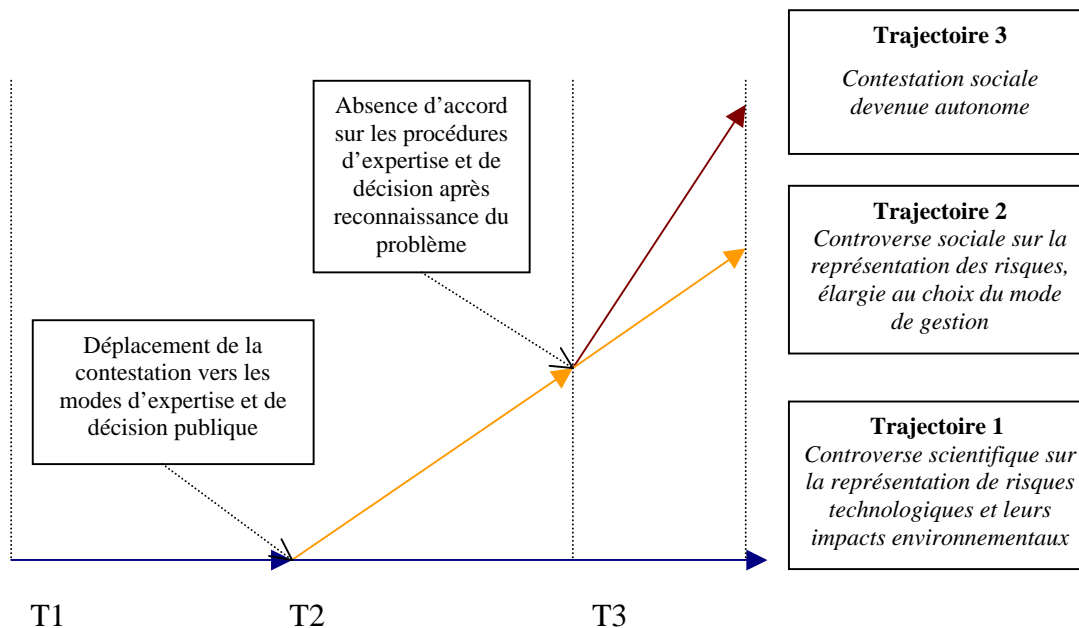 Trajectoire 3
Contestation sociale
devenue autonome
Absence d'accord
sur les procédures
d'expertise et de
décision après
reconnaissance du
problème
Trajectoire 2
Controverse sociale sur la
représentation des risques,
élargie au choix du mode
de gestion
Déplacement de la
contestation vers les
modes d'expertise et de
décision publique
Trajectoire 1
Controverse scientifique sur
la représentation de risques
technologiques et leurs
impacts environnementaux
T1
T2
T3